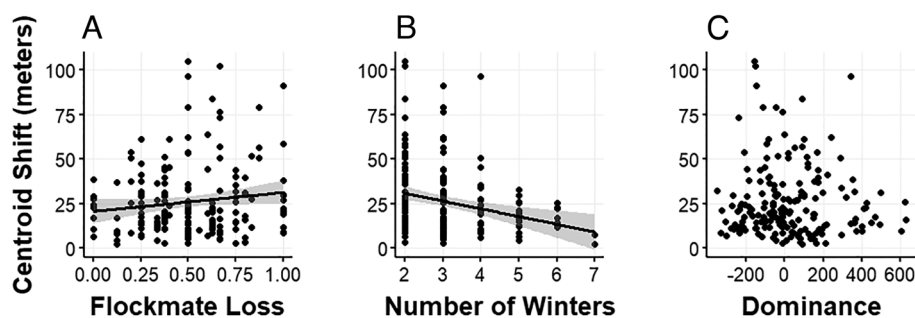 A
B
C
Centroid Shift (meters)
100
75
50
25
0
0.00 0.25 0.50 0.75 1.00
Flockmate Loss
100
75
50
25
0
2 3 4 5 6 7
Number of Winters
100
75
50
25
0
-200 0 200 400 600
Dominance